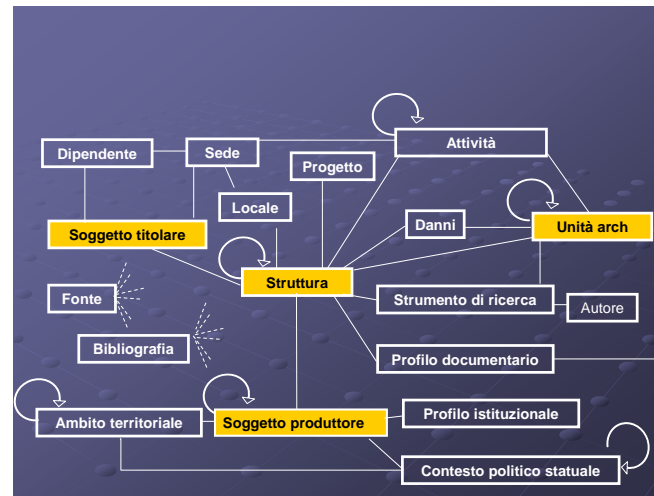 Attività
Dipendente
Sede
Progetto
Locale
Danni
Unità arch
Soggetto titolare
Struttura
Fonte
Strumento di ricerca
Autore
Bibliografia
Profilo documentario
Ambito territoriale
Soggetto produttore
Profilo istituzionale
Contesto politico statuale